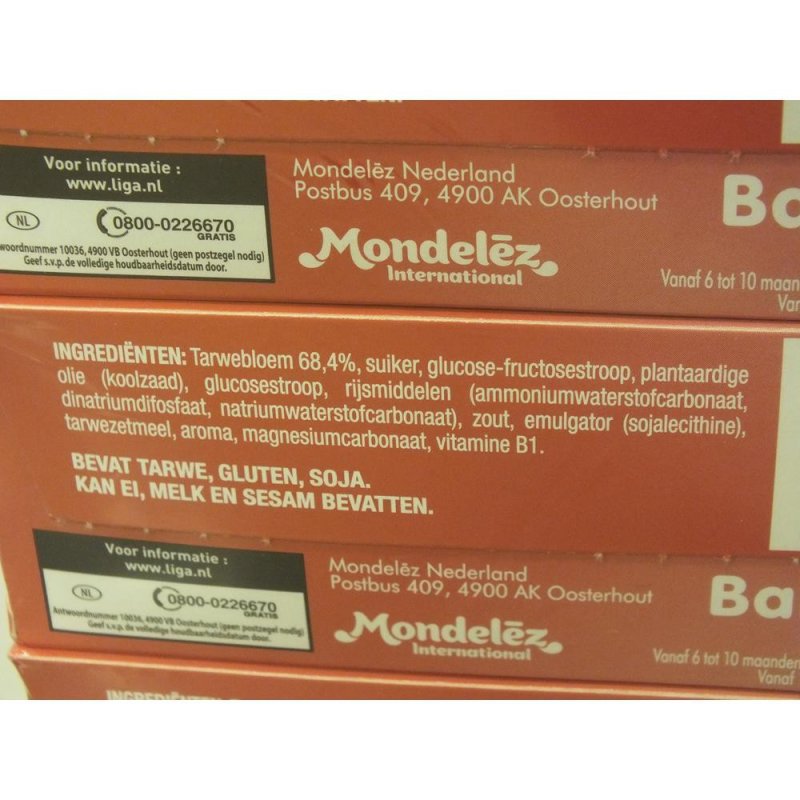 Voor informatie :
www.liga.nl
NL
0800-0226670
GRATIS
10036, 4900 VB Oosterhout (geen postzegel nodig)
Geef s.v.p. de volledige houdbaarheidsdatum door.
Mondelēz Nederland
Postbus 409, 4900 AK Oosterhout
Mondelēz
International
Vanaf 6 tot 10
INGREDIËNTEN: Tarwebloem 68,4%, suiker, glucose-fructosestroop, plantaardige
olie (koolzaad), glucosestroop, rijsmiddelen (ammoniumwaterstofcarbonaat,
dinatriumdifosfaat, natriumwaterstofcarbonaat), zout, emulgator (sojalecithine),
tarwezetmeel, aroma, magnesiumcarbonaat, vitamine B1.
BEVAT TARWE, GLUTEN, SOJA.
KAN EI, MELK EN SESAM BEVATTEN.
Voor informatie :
www.liga.nl
NL
0800-0226670
GRATIS
Antwoordnummer 10036, 4900 VB Oosterhout (geen postzegel nodig)
Geef s.v.p. de volledige houdbaarheidsdatum door.
Mondelēz Nederland
Postbus 409, 4900 AK Oosterhout
Mondelēz
International
Ba
Vanaf 6 tot 10 maanden
Vanaf